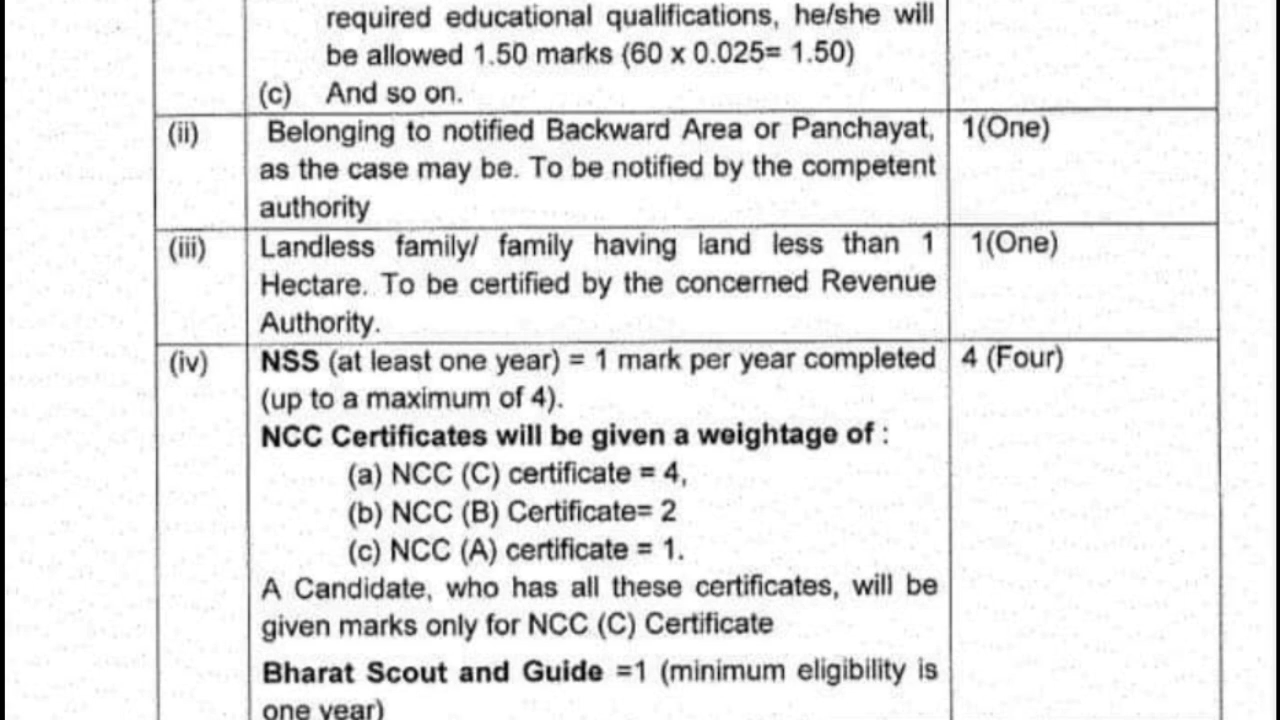 required educational qualifications, he/she will
be allowed 1.50 marks (60 x 0.025= 1.50)
(c) And so on.
(ii) Belonging to notified Backward Area or Panchayat, 1(One)
as the case may be. To be notified by the competent
authority
(iii) Landless family/ family having land less than 1 1(One)
Hectare. To be certified by the concerned Revenue
Authority.
(iv) NSS (at least one year) = 1 mark per year completed 4 (Four)
(up to a maximum of 4).
NCC Certificates will be given a weightage of :
(a) NCC (C) certificate = 4,
(b) NCC (B) Certificate= 2
(c) NCC (A) certificate = 1.
A Candidate, who has all these certificates, will be
given marks only for NCC (C) Certificate
Bharat Scout and Guide =1 (minimum eligibility is
one year)